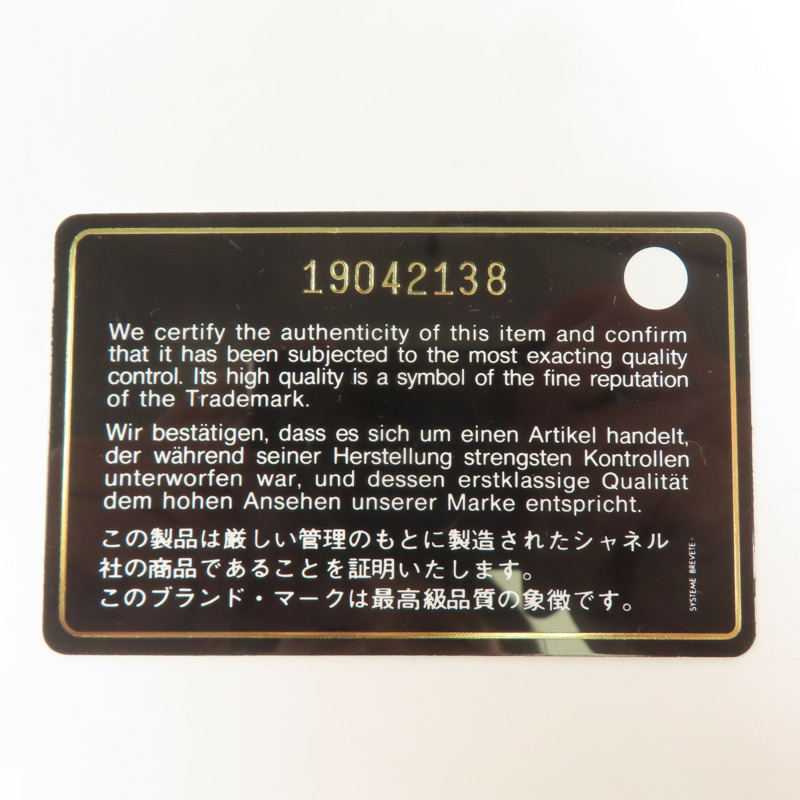 19042138
We certify the authenticity of this item and confirm
that it has been subjected to the most exacting quality
control. Its high quality is a symbol of the fine reputation
of the Trademark.
Wir bestätigen, dass es sich um einen Artikel handelt,
der während seiner Herstellung strengsten Kontrollen
unterworfen war, und dessen erstklassige Qualität
dem hohen Ansehen unserer Marke entspricht.
この製品は厳しい管理のもとに製造されたシャネル
社の商品であることを証明いたします。
このブランド・マークは最高級品質の象徴です。
SYSTEME BREVETE -